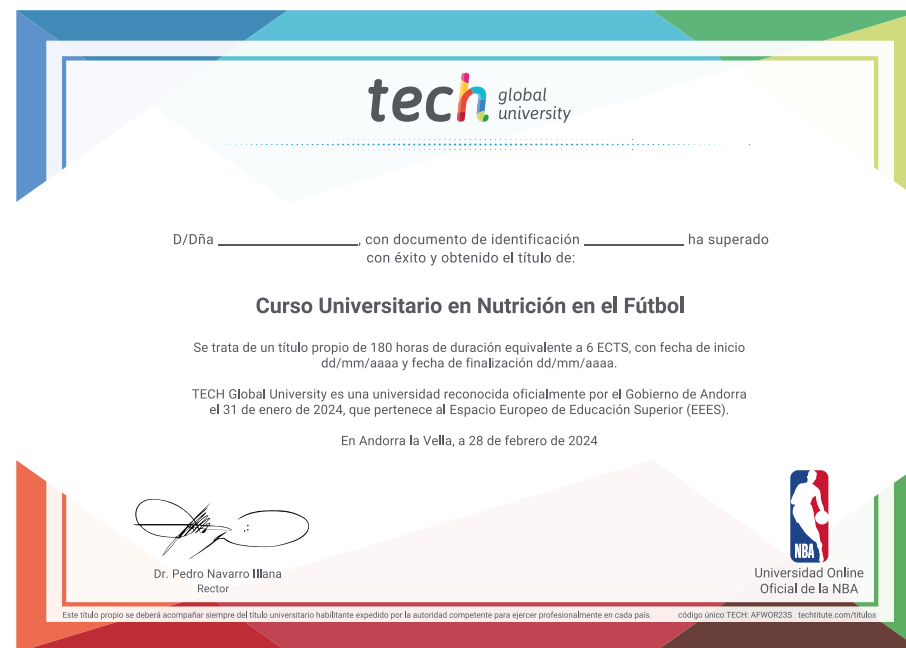 tech global university
D/Dña ____________________, con documento de identificación ______________ ha superado
con éxito y obtenido el título de:
Curso Universitario en Nutrición en el Fútbol
Se trata de un título propio de 180 horas de duración equivalente a 6 ECTS, con fecha de inicio
dd/mm/aaaa y fecha de finalización dd/mm/aaaa.
TECH Global University es una universidad reconocida oficialmente por el Gobierno de Andorra
el 31 de enero de 2024, que pertenece al Espacio Europeo de Educación Superior (EEES).
En Andorra la Vella, a 28 de febrero de 2024
NBA
Dr. Pedro Navarro Illana
Rector
Universidad Online
Oficial de la NBA
Este título propio se deberá acompañar siempre del título universitario habilitante expedido por la autoridad competente para ejercer profesionalmente en cada país.
código único TECH: AFWOR23S techtitute.com/titulos